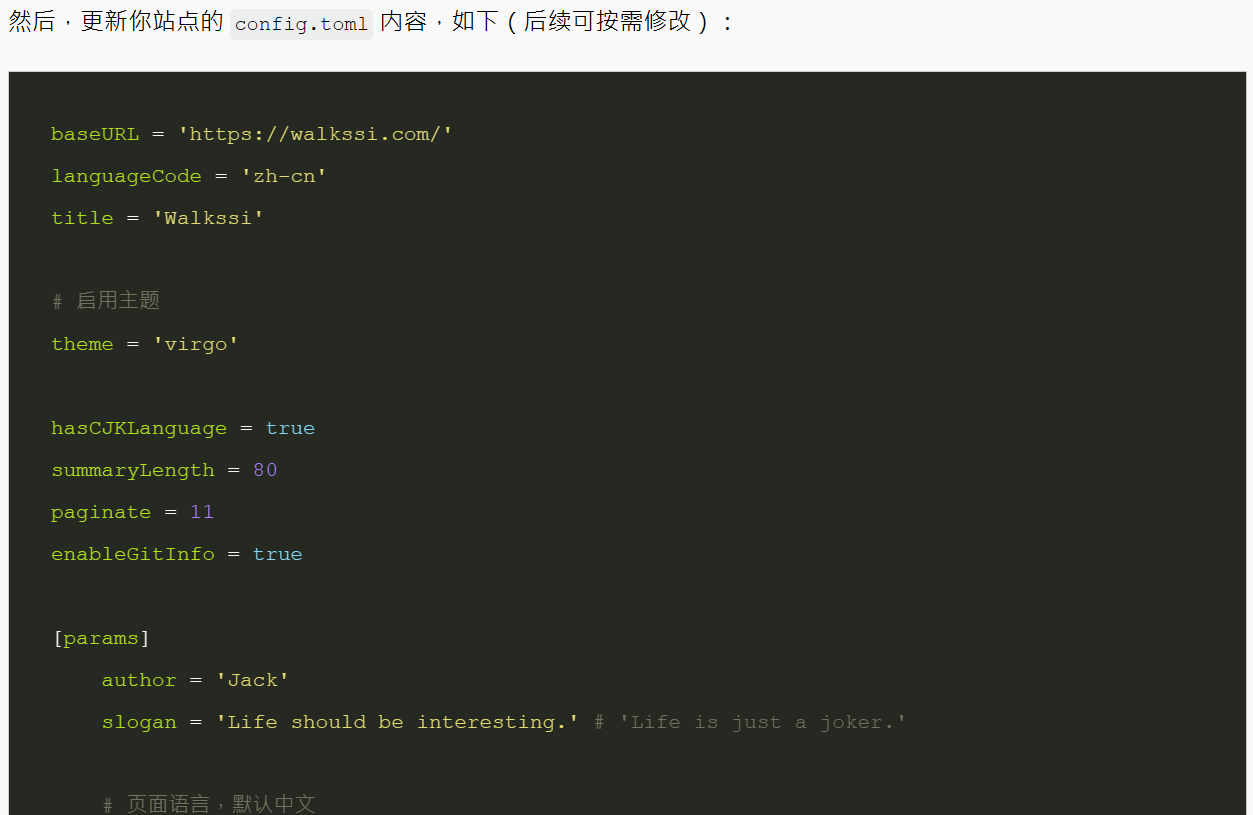 然后，更新你站点的 config.toml 内容，如下（后续可按需修改）：
baseURL = 'https://walkssi.com/'
languageCode = 'zh-cn'
title = 'Walkssi'
# 启用主题
theme = 'virgo'
hasCJKLanguage = true
summaryLength = 80
paginate = 11
enableGitInfo = true
[params]
author = 'Jack'
slogan = 'Life should be interesting.' # 'Life is just a joker.'
# 页面语言，默认中文